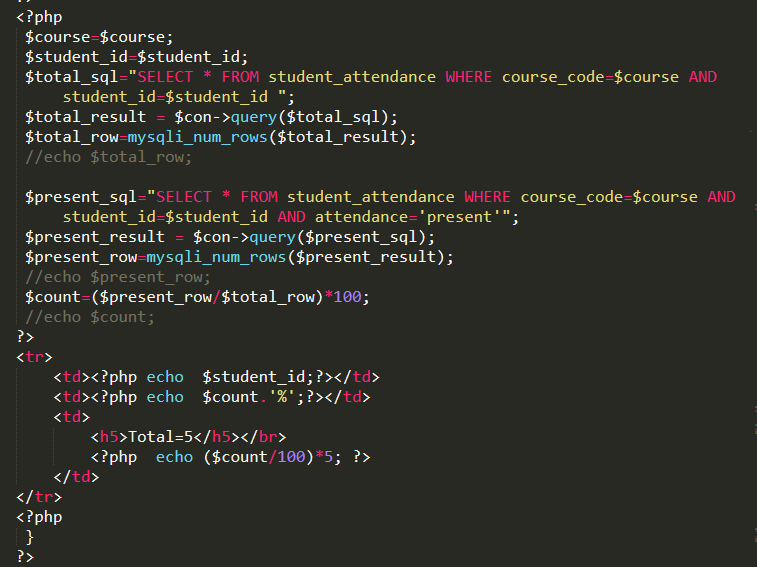 <?php
$course=$course;
$student_id=$student_id;
$total_sql="SELECT * FROM student_attendance WHERE course_code=$course AND
student_id=$student_id ";
$total_result = $con->query($total_sql);
$total_row=mysqli_num_rows($total_result);
//echo $total_row;
$present_sql="SELECT * FROM student_attendance WHERE course_code=$course AND
student_id=$student_id AND attendance='present'";
$present_result = $con->query($present_sql);
$present_row=mysqli_num_rows($present_result);
//echo $present_row;
$count=($present_row/$total_row)*100;
//echo $count;
?>
<tr>
<td><?php echo  $student_id;?></td>
<td><?php echo  $count.'%';?></td>
<td>
<h5>Total=5</h5></br>
<?php  echo ($count/100)*5; ?>
</td>
</tr>
<?php
}
?>